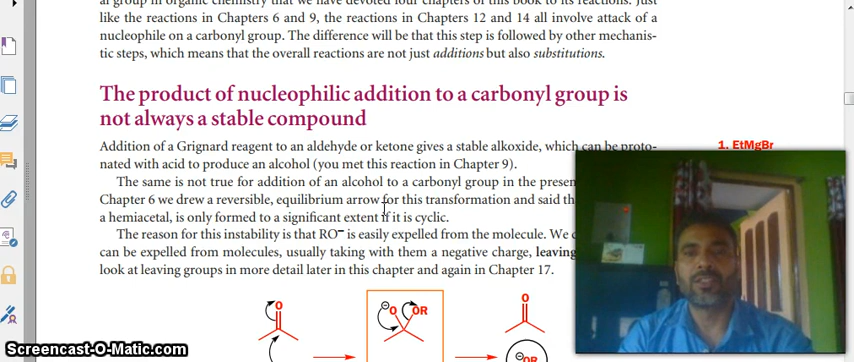 al group in organic chemistry that we have devoted four chapters of this book to its reactions. Just
like the reactions in Chapters 6 and 9, the reactions in Chapters 12 and 14 all involve attack of a
nucleophile on a carbonyl group. The difference will be that this step is followed by other mechanis-
tic steps, which means that the overall reactions are not just additions but also substitutions.
The product of nucleophilic addition to a carbonyl group is
not always a stable compound
Addition of a Grignard reagent to an aldehyde or ketone gives a stable alkoxide, which can be proto-
nated with acid to produce an alcohol (you met this reaction in Chapter 9).
1. EtMgBr
The same is not true for addition of an alcohol to a carbonyl group in the presen
Chapter 6 we drew a reversible, equilibrium arrow for this transformation and said th
a hemiacetal, is only formed to a significant extent if it is cyclic.
The reason for this instability is that RO⁻ is easily expelled from the molecule. We c
can be expelled from molecules, usually taking with them a negative charge, leaving
look at leaving groups in more detail later in this chapter and again in Chapter 17.
O
⊖O OR
O
⊖OR
Screencast-O-Matic.com